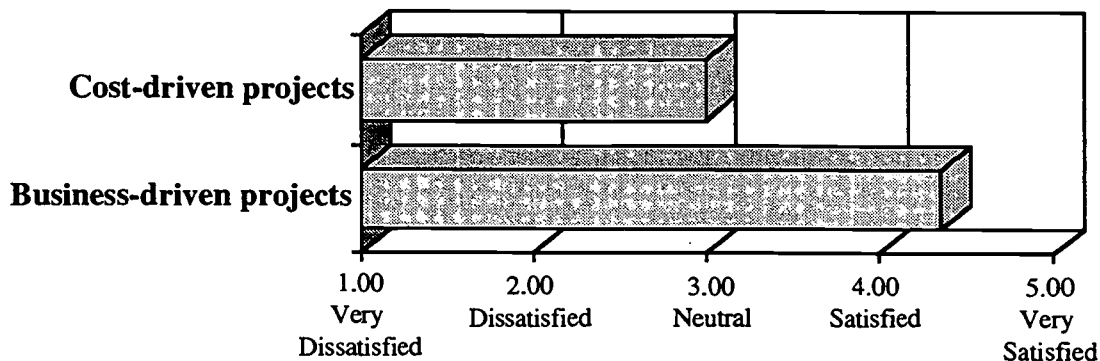 Cost-driven projects
Business-driven projects
1.00 2.00 3.00 4.00 5.00
Very Dissatisfied Neutral Satisfied Very
Dissatisfied Satisfied